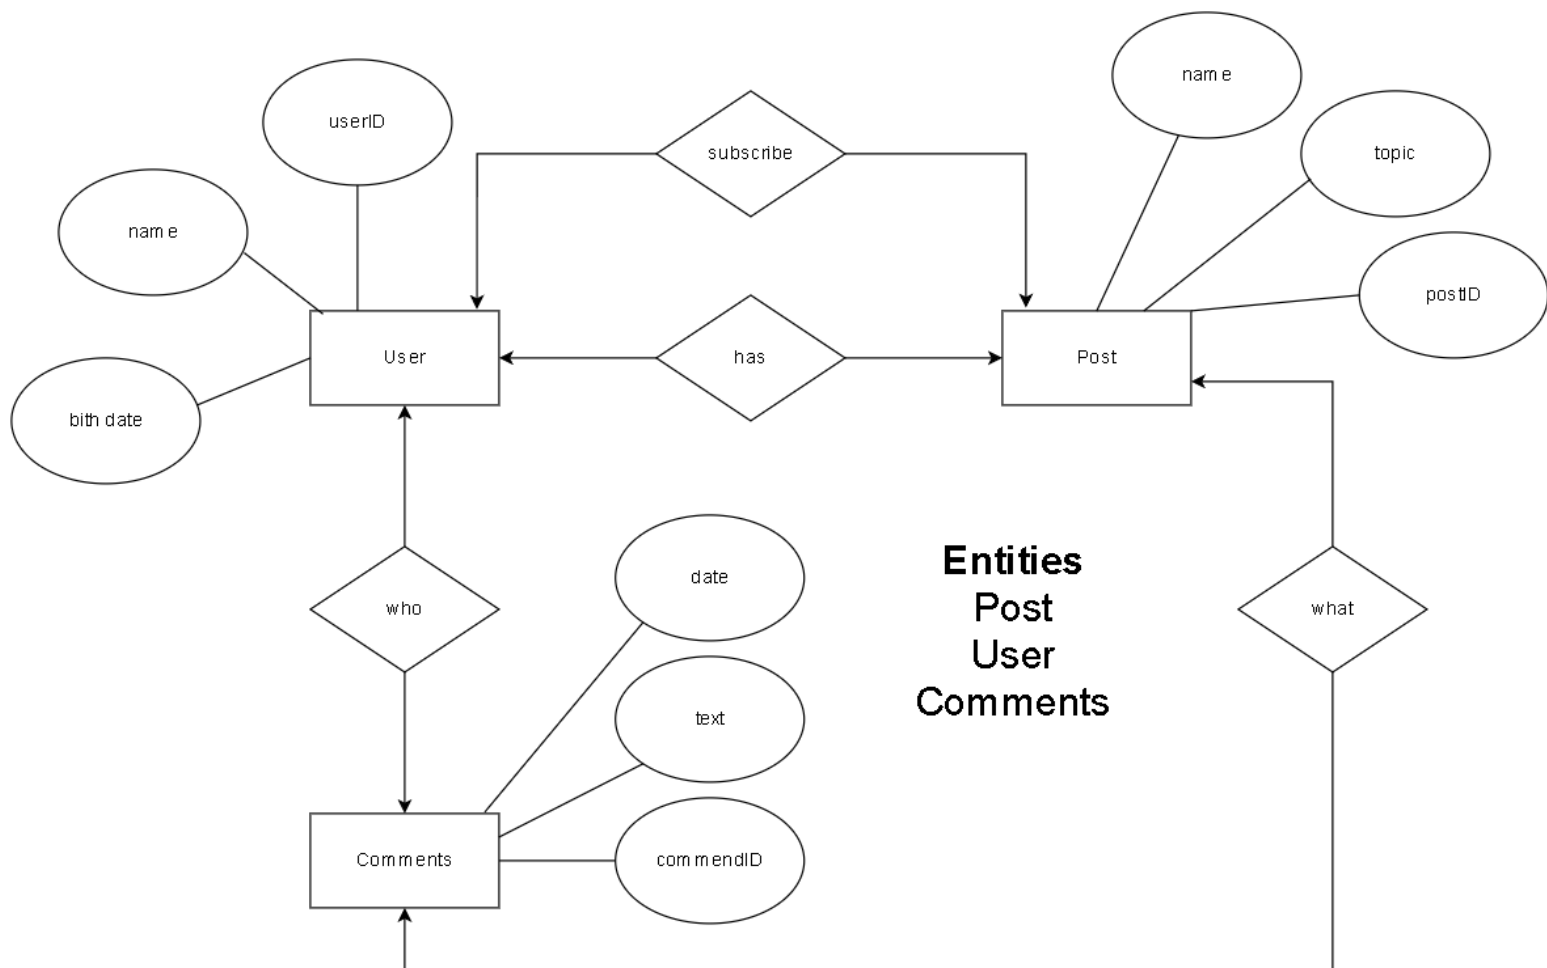 name
userID
subscribe
topic
name
postID
User
has
Post
bith date
date
Entities
Post
User
Comments
who
what
text
Comments
commendID